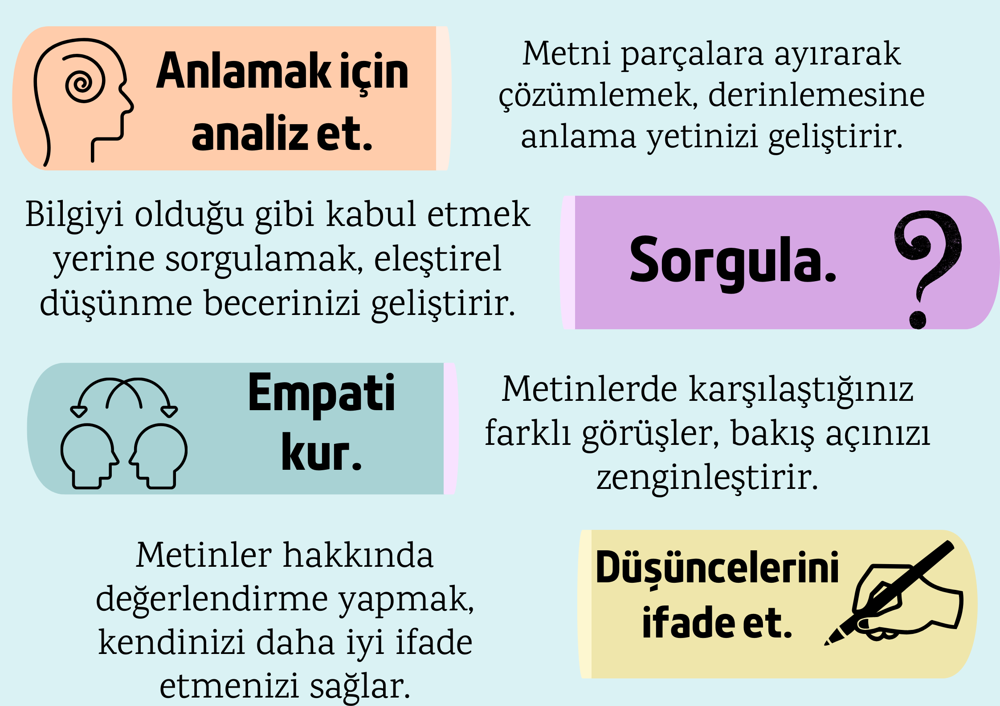 Anlamak için
analiz et.
Metni parçalara ayırarak
çözümlemek, derinlemesine
anlama yetinizi geliştirir.
Bilgiyi olduğu gibi kabul etmek
yerine sorgulamak, eleştirel
düşünme becerinizi geliştirir.
Sorgula.
Empati
kur.
Metinlerde karşılaştığınız
farklı görüşler, bakış açınızı
zenginleştirir.
Metinler hakkında
değerlendirme yapmak,
kendinizi daha iyi ifade
etmenizi sağlar.
Düşüncelerini
ifade et.